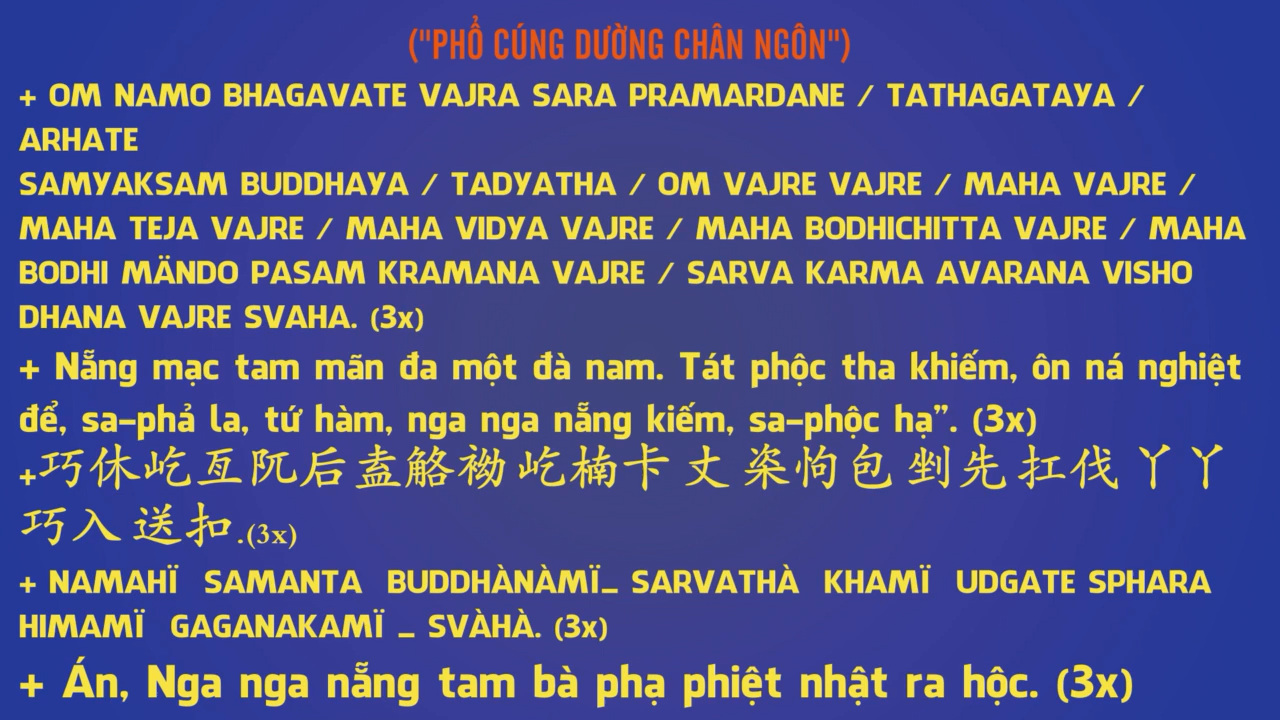 ("PHỔ CÚNG DƯỜNG CHÂN NGÔN")
+ OM NAMO BHAGAVATE VAJRA SARA PRAMARDANE / TATHAGATAYA /
ARHATE
SAMYAKSAM BUDDHAYA / TADYATHA / OM VAJRE VAJRE / MAHA VAJRE /
MAHA TEJA VAJRE / MAHA VIDYA VAJRE / MAHA BODHICHITTA VAJRE / MAHA
BODHI MÄNDO PASAM KRAMANA VAJRE / SARVA KARMA AVARANA VISHO
DHANA VAJRE SVAHA. (3x)
+ Nẵng mạc tam mãn đa một đà nam. Tát phộc tha khiếm, ôn ná nghiệt
để, sa-phả la, tứ hàm, nga nga nẵng kiếm, sa-phộc hạ”. (3x)
+巧休屹亙阢后盍觡袎屹楠卡 丈 栥怐包 剉先 扛伐 丫丫
巧入 送扣.(3x)
+ NAMAHÏ SAMANTA BUDDHÀNÀMÏ_ SARVATHÀ KHAMÏ UDGATE SPHARA
HIMAMÏ GAGANAKAMÏ _ SVÀHÀ. (3x)
+ Án, Nga nga nẵng tam bà phạ phiệt nhật ra hộc. (3x)